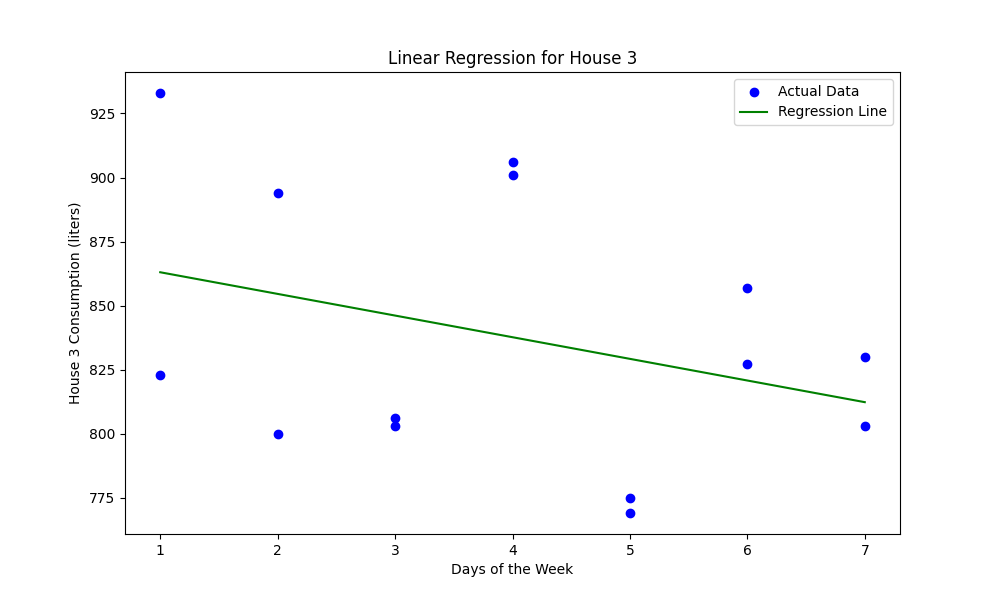 Linear Regression for House 3
Actual Data
Regression Line
House 3 Consumption (liters)
925
900
875
850
825
800
775
1 2 3 4 5 6 7
Days of the Week